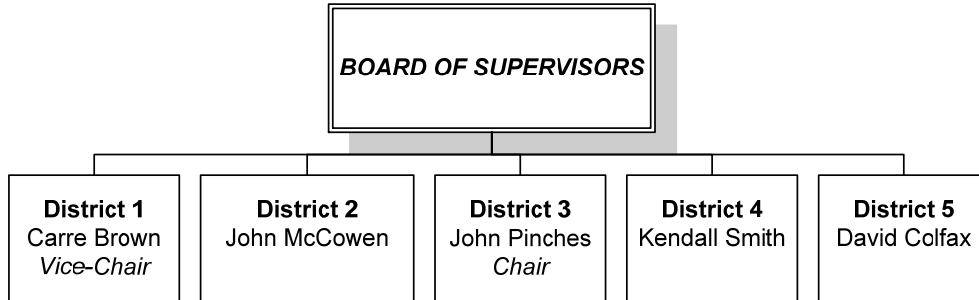 BOARD OF SUPERVISORS
District 1
Carre Brown
Vice-Chair
District 2
John McCowen
District 3
John Pinches
Chair
District 4
Kendall Smith
District 5
David Colfax